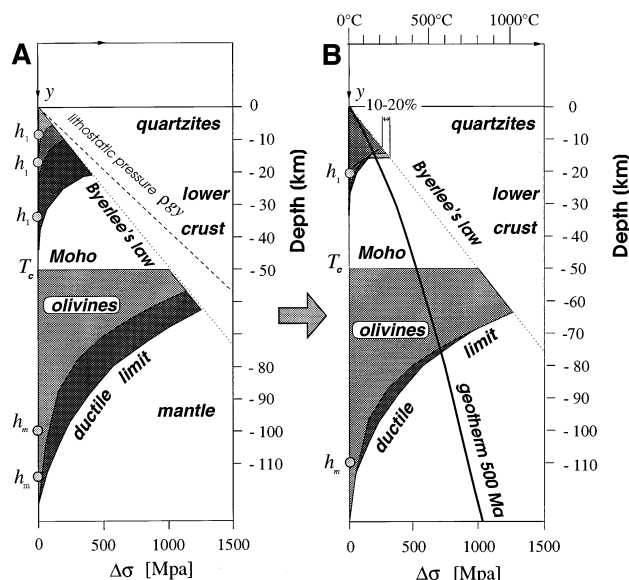 0°C 500°C 1000°C
A
B
y
y
0
-10
-20
-30
-40
-50
-60
-70
-80
-90
-100
-110
10-20%
quartzites
quartzites
lithostatic pressure ρgy
h1
h1
h1
h1
lower
crust
lower
crust
Byerlee's law
Byerlee's law
Depth (km)
Moho
Moho
Tc
Tc
olivines
olivines
ductile limit
ductile limit
mantle
geotherm 500 Ma
hm
hm
hm
0
-10
-20
-30
-40
-50
-80
-90
-100
-110
Depth (km)
0 500 1000 1500
Δσ [Mpa]
0 500 1000 1500
Δσ [Mpa]